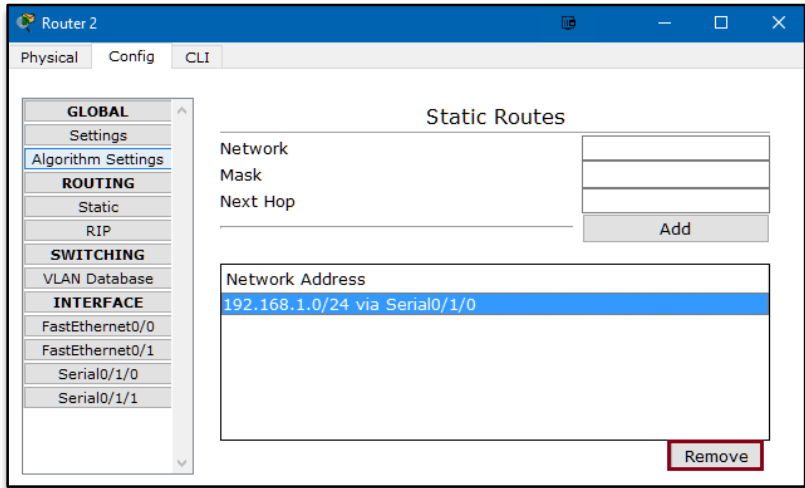 Router 2
Physical Config CLI
GLOBAL
Settings
Algorithm Settings
ROUTING
Static
RIP
SWITCHING
VLAN Database
INTERFACE
FastEthernet0/0
FastEthernet0/1
Serial0/1/0
Serial0/1/1
Static Routes
Network
Mask
Next Hop
Add
Network Address
192.168.1.0/24 via Serial0/1/0
Remove